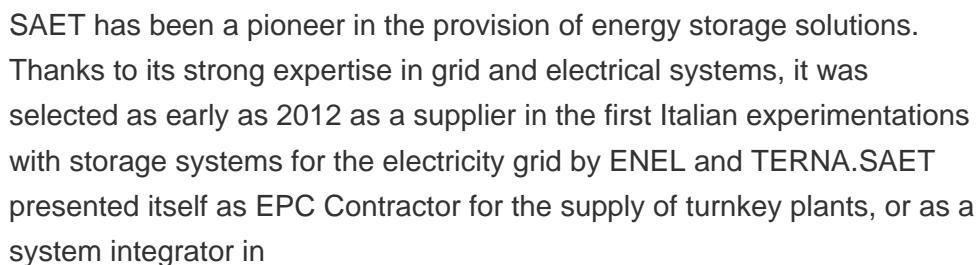 SAET has been a pioneer in the provision of energy storage solutions.
Thanks to its strong expertise in grid and electrical systems, it was
selected as early as 2012 as a supplier in the first Italian experimentations
with storage systems for the electricity grid by ENEL and TERNA.SAET
presented itself as EPC Contractor for the supply of turnkey plants, or as a
system integrator in